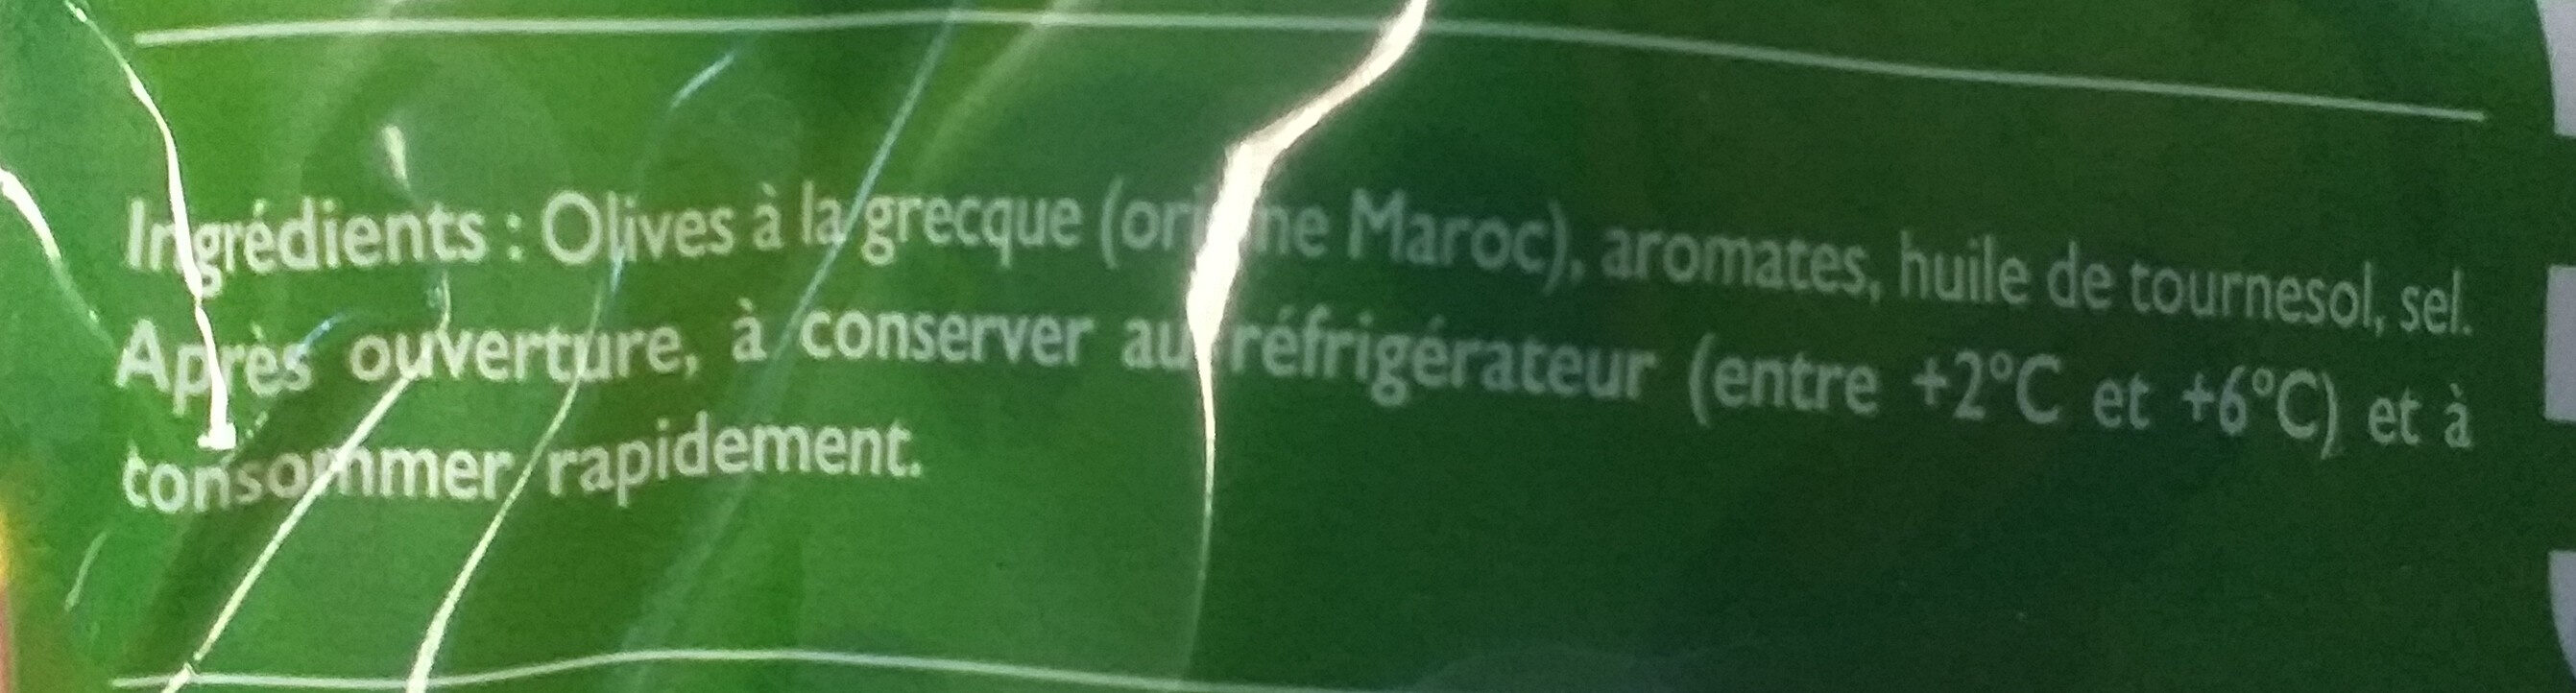 Ingrédients : Olives à la grecque (origine Maroc), aromates, huile de tournesol, sel.
Après ouverture, à conserver au réfrigérateur (entre +2°C et +6°C) et à
consommer rapidement.